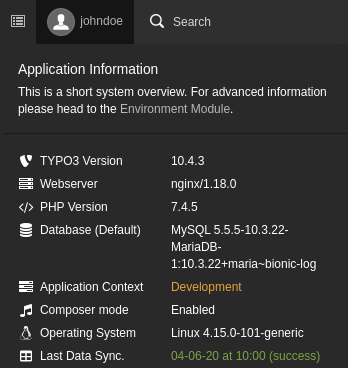 johndoe Search
Application Information
This is a short system overview. For advanced information
please head to the Environment Module.
TYPO3 Version 10.4.3
Webserver nginx/1.18.0
PHP Version 7.4.5
Database (Default) MySQL 5.5.5-10.3.22-
MariaDB-
1:10.3.22+maria~bionic-log
Application Context Development
Composer mode Enabled
Operating System Linux 4.15.0-101-generic
Last Data Sync. 04-06-20 at 10:00 (success)